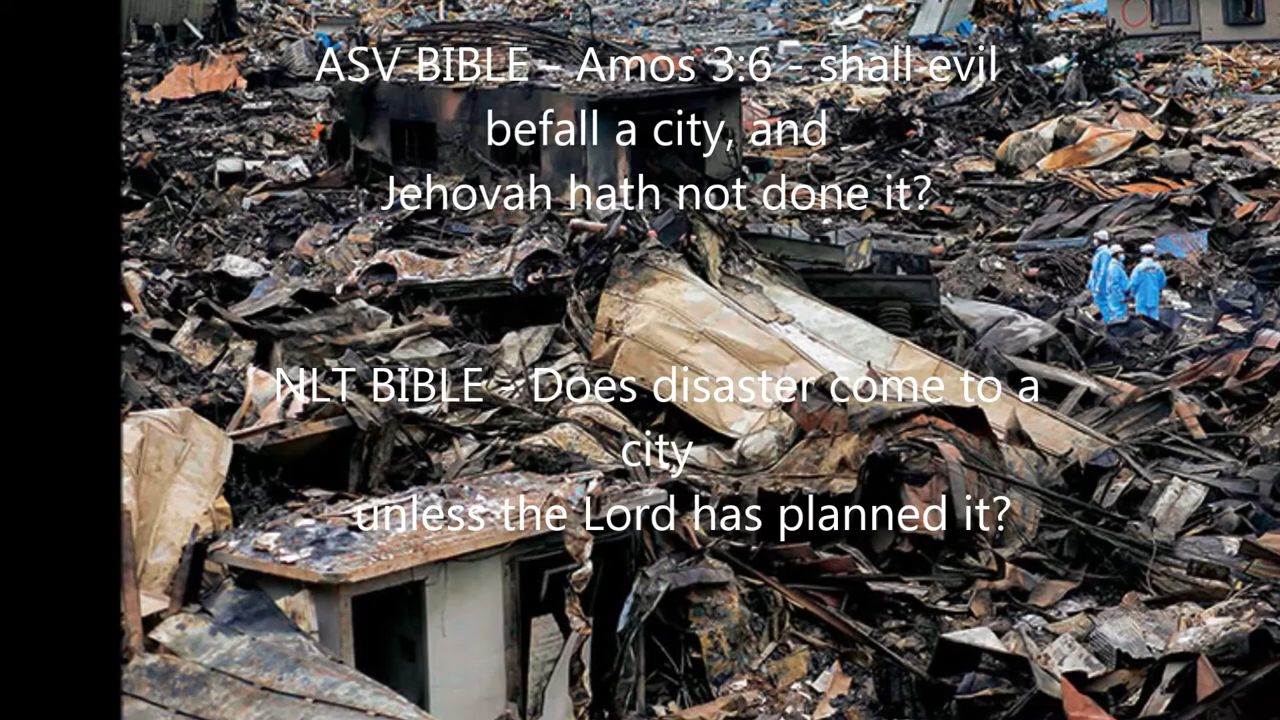 ASV BIBLE – Amos 3:6 - shall evil
befall a city, and
Jehovah hath not done it?
NLT BIBLE - Does disaster come to a
city
unless the Lord has planned it?